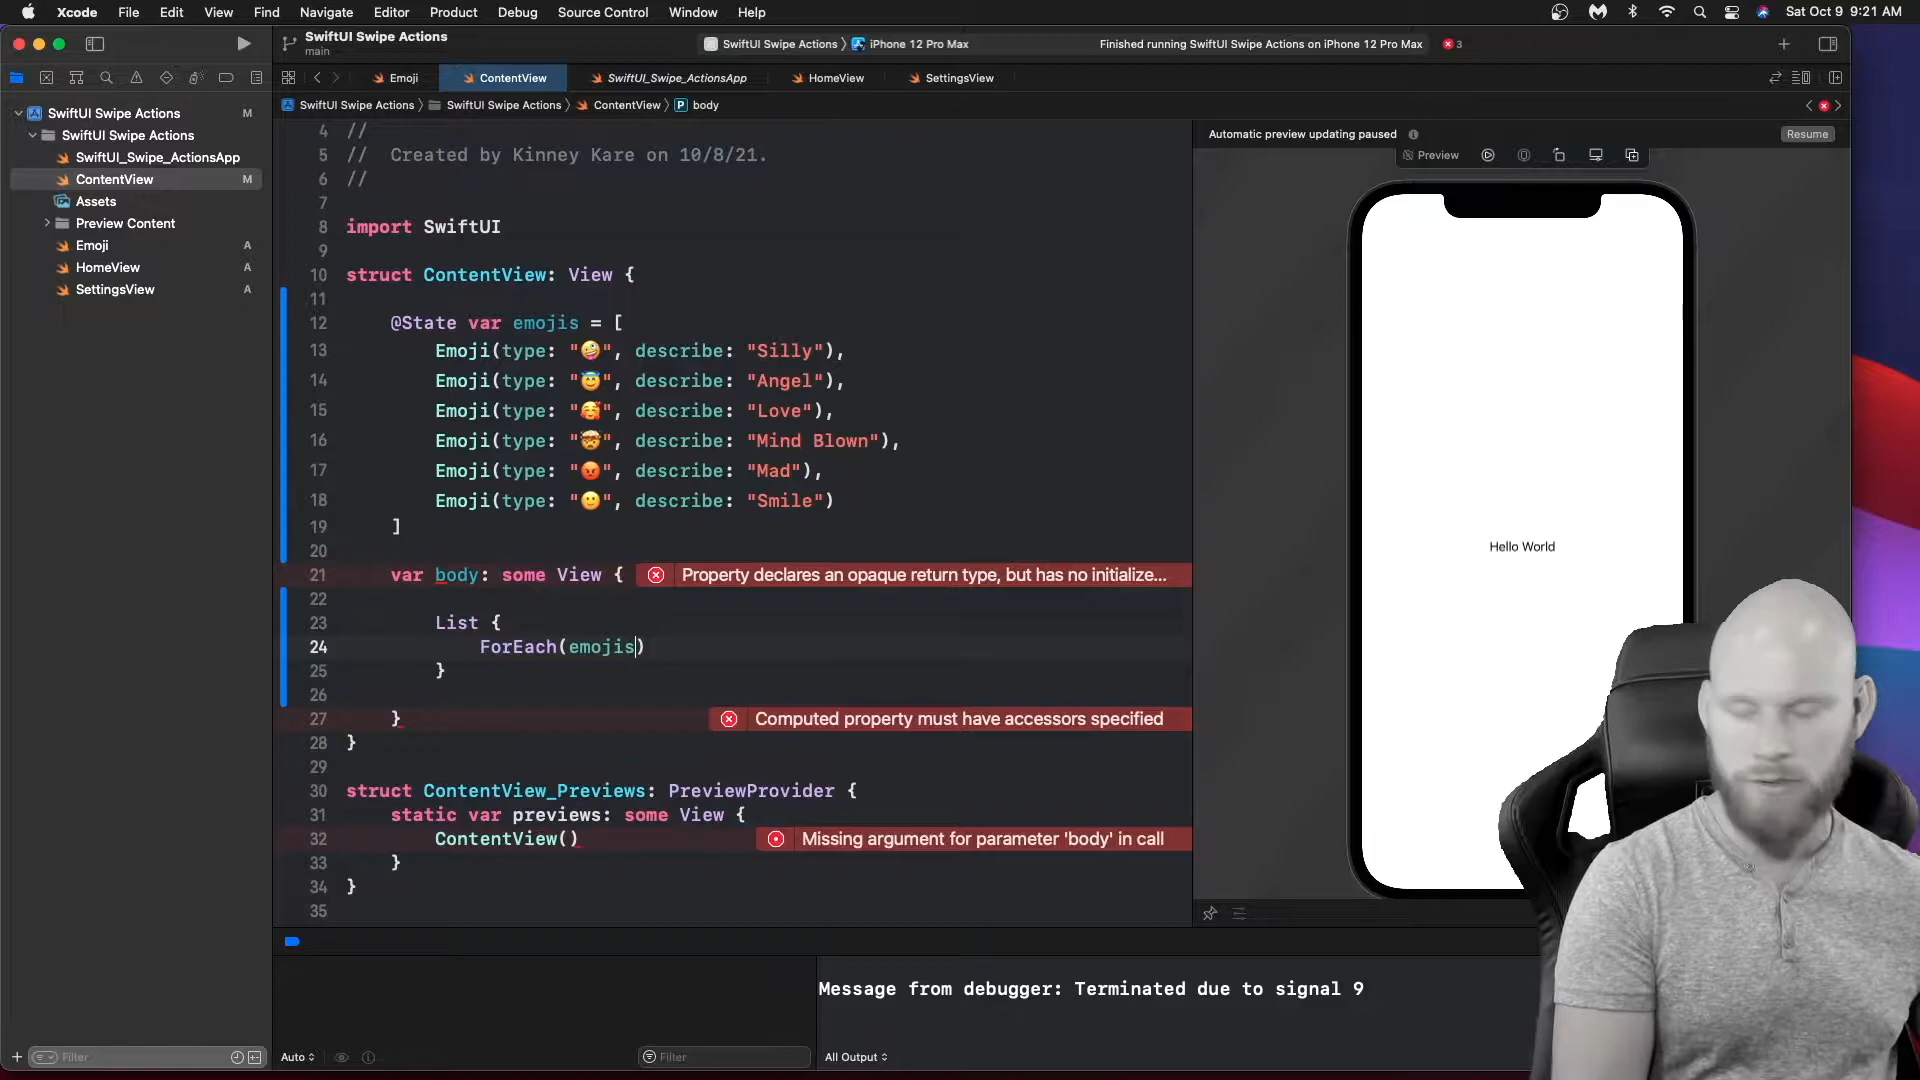 Xcode File Edit View Find Navigate Editor Product Debug Source Control Window Help Sat Oct 9 9:21 AM
SwiftUI Swipe Actions
main
SwiftUI Swipe Actions 〉 iPhone 12 Pro Max
Finished running SwiftUI Swipe Actions on iPhone 12 Pro Max
3
Emoji ContentView SwiftUI_Swipe_ActionsApp HomeView SettingsView
SwiftUI Swipe Actions 〉 SwiftUI Swipe Actions 〉 ContentView 〉 P body
SwiftUI Swipe Actions M
SwiftUI Swipe Actions
SwiftUI_Swipe_ActionsApp
ContentView M
Assets
Preview Content
Emoji A
HomeView A
SettingsView A
4 //
5 //  Created by Kinney Kare on 10/8/21.
6 //
7
8 import SwiftUI
9
10 struct ContentView: View {
11
12     @State var emojis = [
13         Emoji(type: "🤪", describe: "Silly"),
14         Emoji(type: "😇", describe: "Angel"),
15         Emoji(type: "🥰", describe: "Love"),
16         Emoji(type: "🤯", describe: "Mind Blown"),
17         Emoji(type: "😡", describe: "Mad"),
18         Emoji(type: "🙂", describe: "Smile")
19     ]
20
21     var body: some View { Property declares an opaque return type, but has no initialize...
22
23         List {
24             ForEach(emojis)
25         }
26
27     } Computed property must have accessors specified
28 }
29
30 struct ContentView_Previews: PreviewProvider {
31     static var previews: some View {
32         ContentView() Missing argument for parameter 'body' in call
33     }
34 }
35
Automatic preview updating paused
Resume
Preview
Hello World
Message from debugger: Terminated due to signal 9
Filter
Auto
Filter
All Output